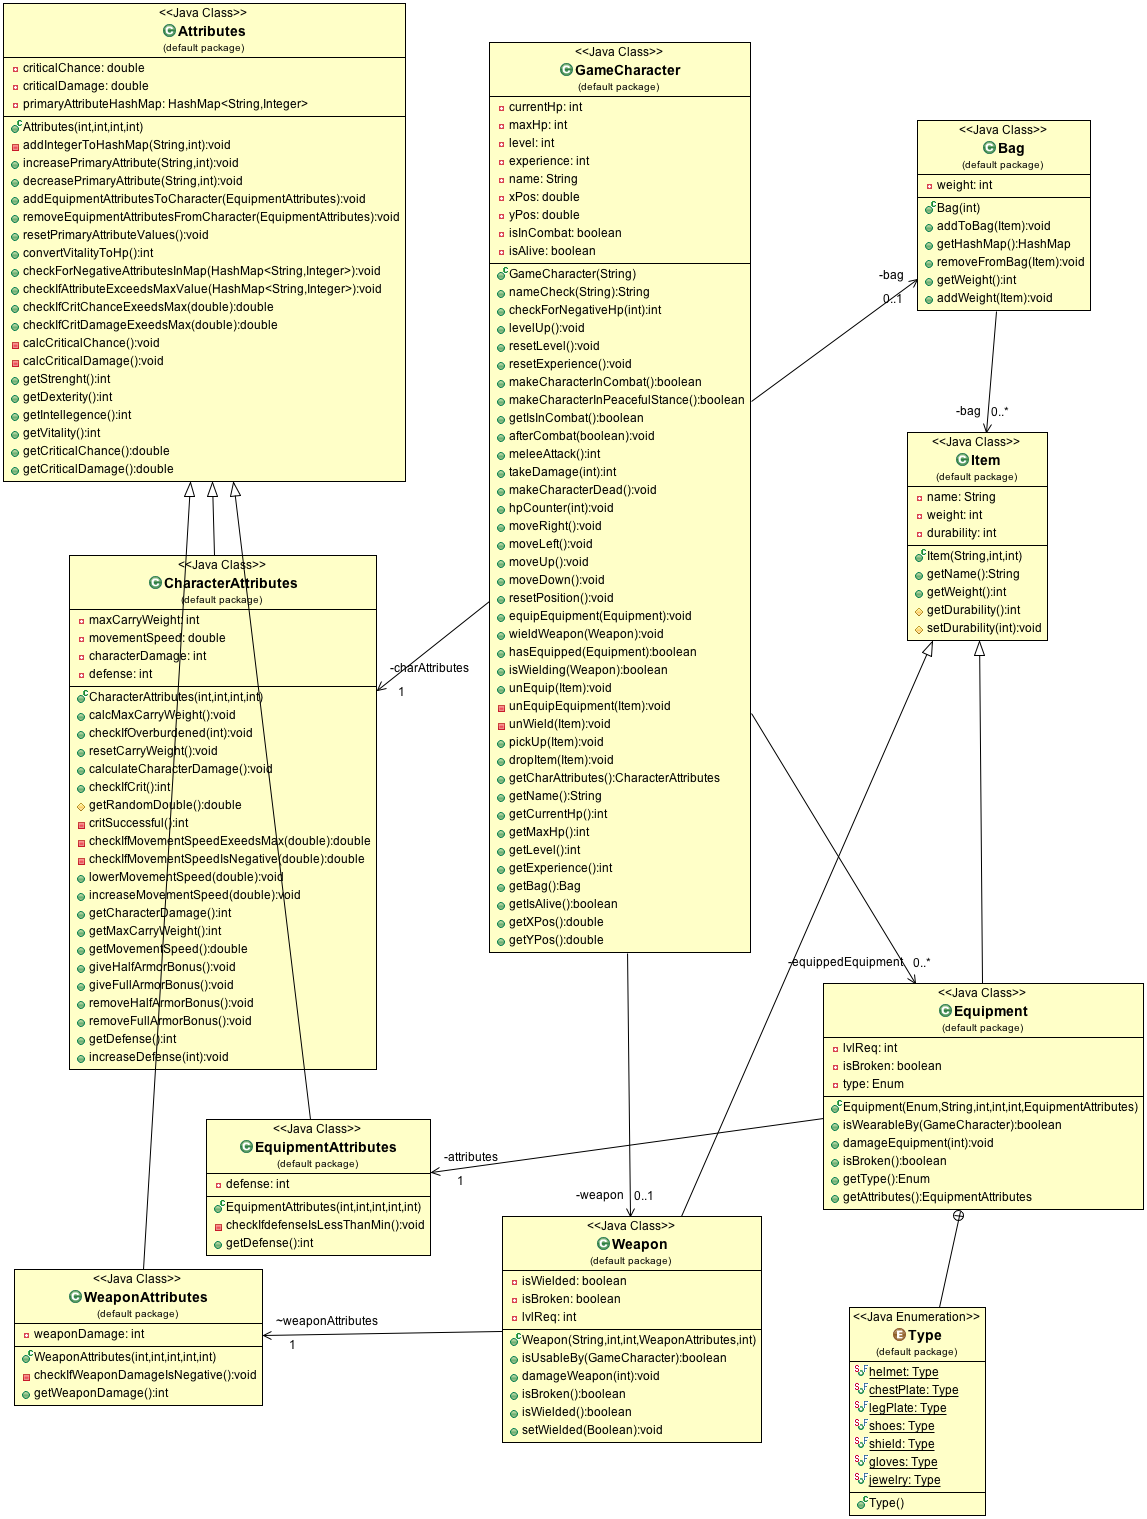 <<Java Class>>
Attributes
(default package)
criticalChance: double
criticalDamage: double
primaryAttributeHashMap: HashMap<String,Integer>
Attributes(int,int,int,int)
addIntegerToHashMap(String,int):void
increasePrimaryAttribute(String,int):void
decreasePrimaryAttribute(String,int):void
addEquipmentAttributesToCharacter(EquipmentAttributes):void
removeEquipmentAttributesFromCharacter(EquipmentAttributes):void
resetPrimaryAttributeValues():void
convertVitalityToHp():int
checkForNegativeAttributesInMap(HashMap<String,Integer>):void
checkIfAttributeExceedsMaxValue(HashMap<String,Integer>):void
checkIfCritChanceExeedsMax(double):double
checkIfCritDamageExeedsMax(double):double
calcCriticalChance():void
calcCriticalDamage():void
getStrenght():int
getDexterity():int
getIntellegence():int
getVitality():int
getCriticalChance():double
getCriticalDamage():double
<<Java Class>>
GameCharacter
(default package)
currentHp: int
maxHp: int
level: int
experience: int
name: String
xPos: double
yPos: double
isInCombat: boolean
isAlive: boolean
GameCharacter(String)
nameCheck(String):String
checkForNegativeHp(int):int
levelUp():void
resetLevel():void
resetExperience():void
makeCharacterInCombat():boolean
makeCharacterInPeacefulStance():boolean
getIsInCombat():boolean
afterCombat(boolean):void
meleeAttack():int
takeDamage(int):int
makeCharacterDead():void
hpCounter(int):void
moveRight():void
moveLeft():void
moveUp():void
moveDown():void
resetPosition():void
equipEquipment(Equipment):void
wieldWeapon(Weapon):void
hasEquipped(Equipment):boolean
isWielding(Weapon):boolean
unEquip(Item):void
unEquipEquipment(Item):void
unWield(Item):void
pickUp(Item):void
dropItem(Item):void
getCharAttributes():CharacterAttributes
getName():String
getCurrentHp():int
getMaxHp():int
getLevel():int
getExperience():int
getBag():Bag
getIsAlive():boolean
getXPos():double
getYPos():double
-bag
0..1
<<Java Class>>
Bag
(default package)
weight: int
Bag(int)
addToBag(Item):void
getHashMap():HashMap
removeFromBag(Item):void
getWeight():int
addWeight(Item):void
-bag
0..*
<<Java Class>>
Item
(default package)
name: String
weight: int
durability: int
Item(String,int,int)
getName():String
getWeight():int
getDurability():int
setDurability(int):void
<<Java Class>>
CharacterAttributes
(default package)
maxCarryWeight: int
movementSpeed: double
characterDamage: int
defense: int
CharacterAttributes(int,int,int,int)
calcMaxCarryWeight():void
checkIfOverburdened(int):void
resetCarryWeight():void
calculateCharacterDamage():void
checkIfCrit():int
getRandomDouble():double
critSuccessful():int
checkIfMovementSpeedExeedsMax(double):double
checkIfMovementSpeedIsNegative(double):double
lowerMovementSpeed(double):void
increaseMovementSpeed(double):void
getCharacterDamage():int
getMaxCarryWeight():int
getMovementSpeed():double
giveHalfArmorBonus():void
giveFullArmorBonus():void
removeHalfArmorBonus():void
removeFullArmorBonus():void
getDefense():int
increaseDefense(int):void
-charAttributes
1
-equippedEquipment
0..*
<<Java Class>>
Equipment
(default package)
lvlReq: int
isBroken: boolean
type: Enum
Equipment(Enum,String,int,int,int,EquipmentAttributes)
isWearableBy(GameCharacter):boolean
damageEquipment(int):void
isBroken():boolean
getType():Enum
getAttributes():EquipmentAttributes
<<Java Class>>
EquipmentAttributes
(default package)
defense: int
EquipmentAttributes(int,int,int,int,int)
checkIfdefenseIsLessThanMin():void
getDefense():int
-attributes
1
-weapon
0..1
<<Java Class>>
Weapon
(default package)
isWielded: boolean
isBroken: boolean
lvlReq: int
Weapon(String,int,int,WeaponAttributes,int)
isUsableBy(GameCharacter):boolean
damageWeapon(int):void
isBroken():boolean
isWielded():boolean
setWielded(Boolean):void
<<Java Class>>
WeaponAttributes
(default package)
weaponDamage: int
WeaponAttributes(int,int,int,int,int)
checkIfWeaponDamageIsNegative():void
getWeaponDamage():int
~weaponAttributes
1
<<Java Enumeration>>
Type
(default package)
helmet: Type
chestPlate: Type
legPlate: Type
shoes: Type
shield: Type
gloves: Type
jewelry: Type
Type()